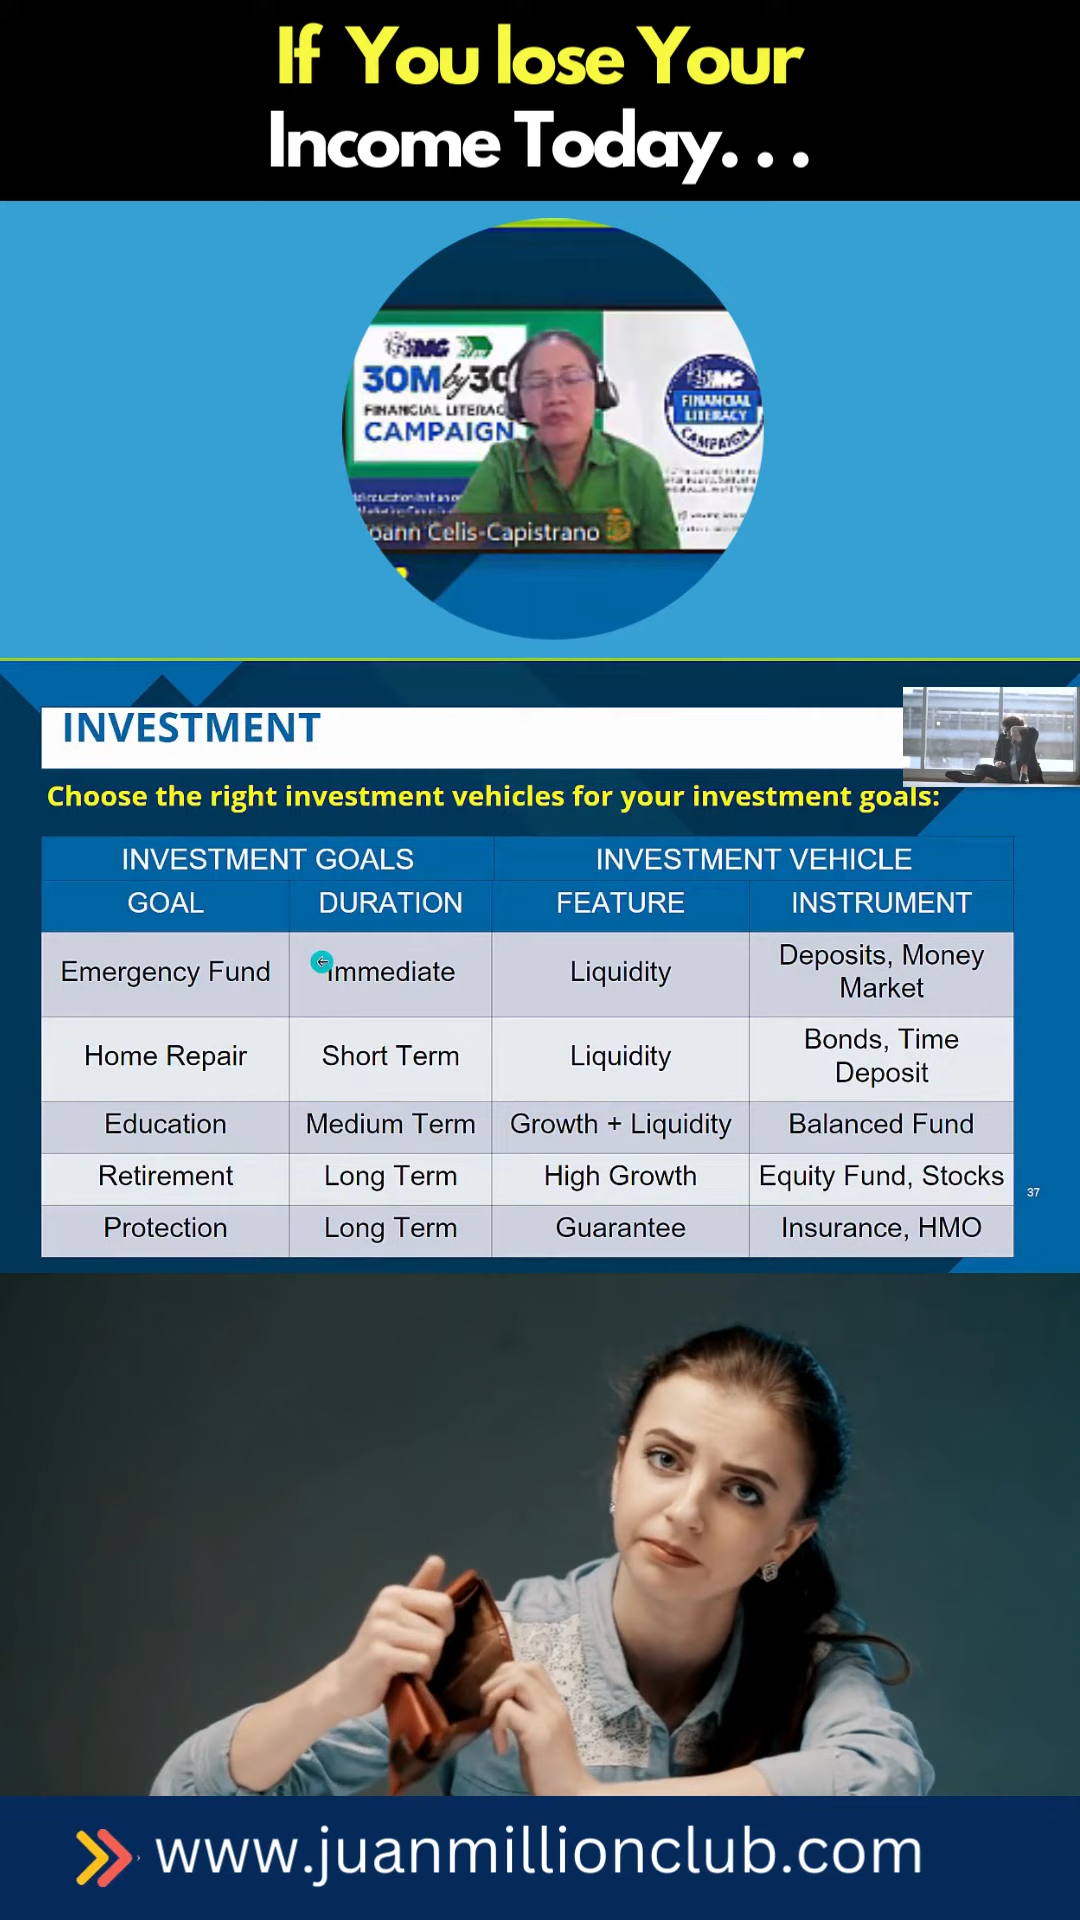 If You lose Your
Income Today. . .
IMG
30M by 30
FINANCIAL LITERAC
CAMPAIGN
IMG
FINANCIAL
LITERACY
CAMPAIGN
oann Celis-Capistrano
INVESTMENT
Choose the right investment vehicles for your investment goals:
INVESTMENT GOALS INVESTMENT VEHICLE
GOAL DURATION FEATURE INSTRUMENT
Emergency Fund Immediate Liquidity Deposits, Money Market
Home Repair Short Term Liquidity Bonds, Time Deposit
Education Medium Term Growth + Liquidity Balanced Fund
Retirement Long Term High Growth Equity Fund, Stocks
37
Protection Long Term Guarantee Insurance, HMO
www.juanmillionclub.com